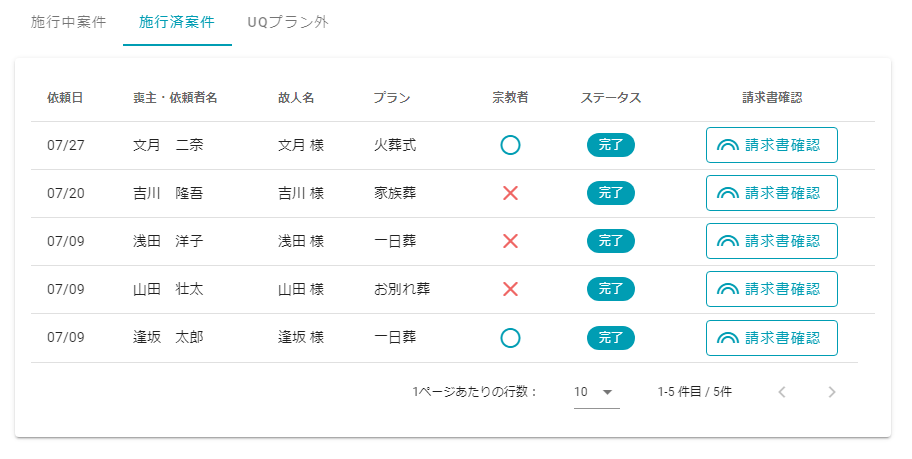 施行中案件 施行済案件 UQプラン外
依頼日 喪主・依頼者名 故人名 プラン 宗教者 ステータス 請求書確認
07/27 文月　二奈 文月 様 火葬式 完了 請求書確認
07/20 吉川　隆吾 吉川 様 家族葬 完了 請求書確認
07/09 浅田　洋子 浅田 様 一日葬 完了 請求書確認
07/09 山田　壮太 山田 様 お別れ葬 完了 請求書確認
07/09 逢坂　太郎 逢坂 様 一日葬 完了 請求書確認
1ページあたりの行数： 10 1-5 件目 / 5件